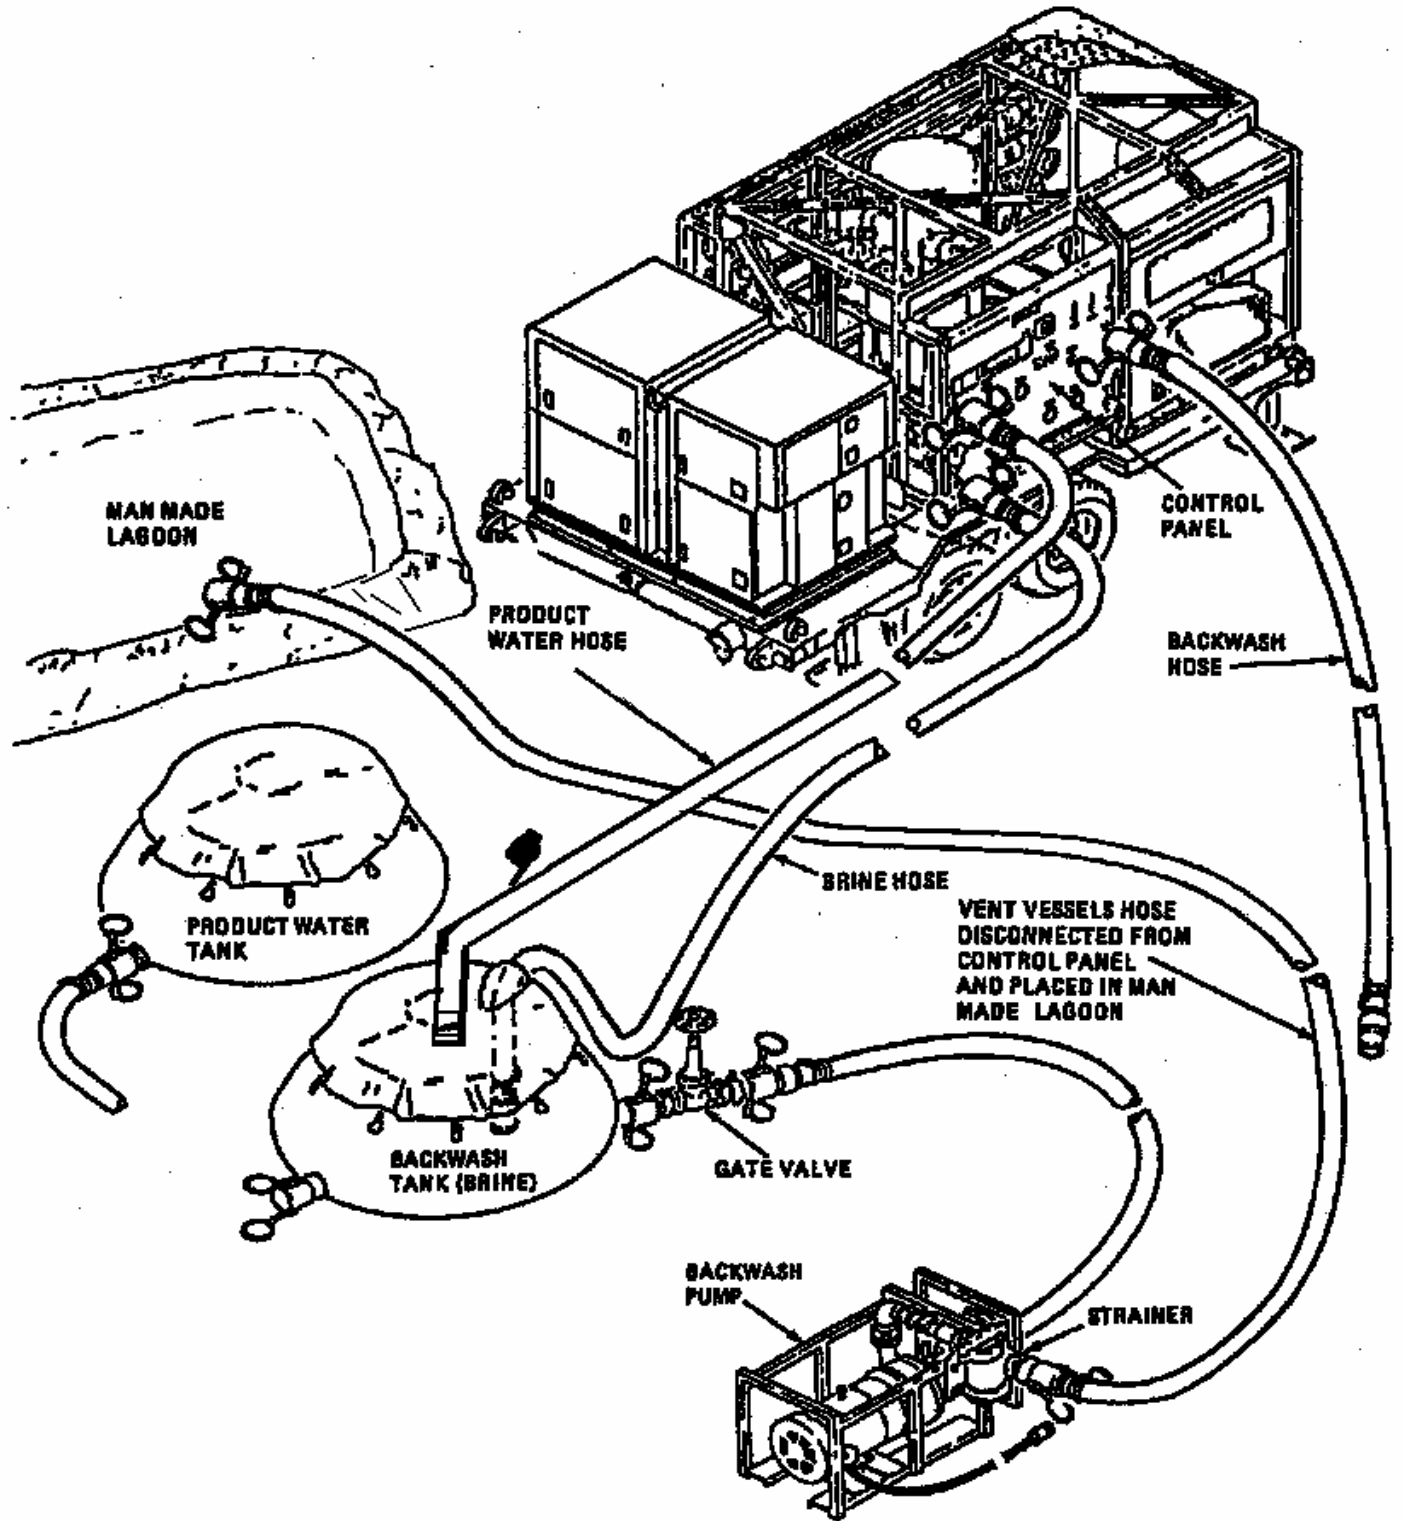 MAN MADE
LAGOON
CONTROL
PANEL
PRODUCT
WATER HOSE
BACKWASH
HOSE
BRINE HOSE
PRODUCT WATER
TANK
VENT VESSELS HOSE
DISCONNECTED FROM
CONTROL PANEL
AND PLACED IN MAN
MADE LAGOON
BACKWASH
TANK (BRINE)
GATE VALVE
BACKWASH
PUMP
STRAINER